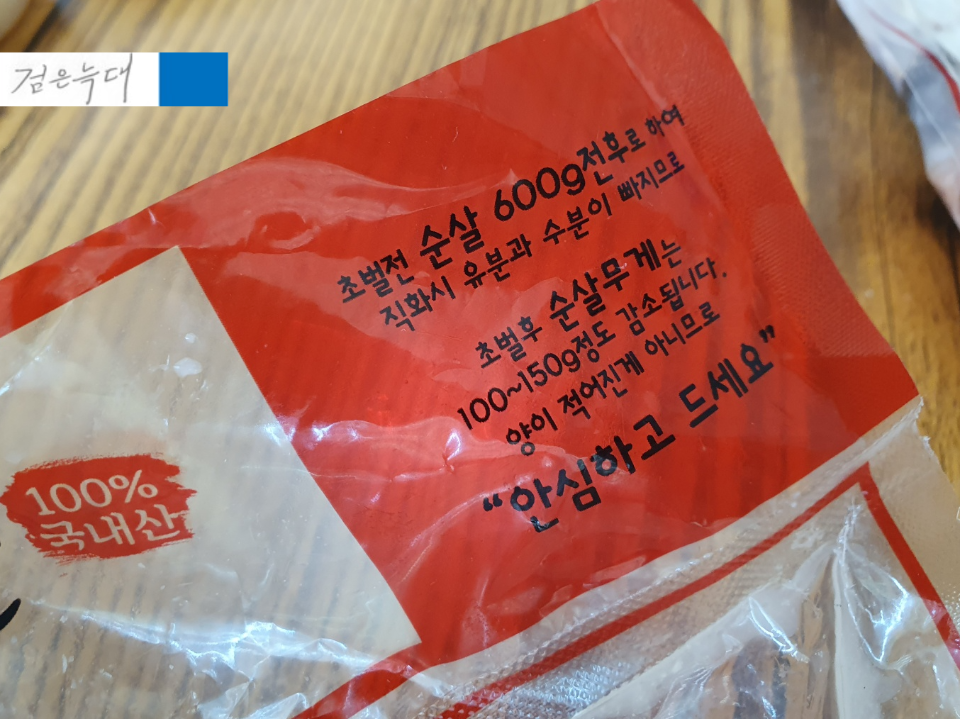 검은늑대
초벌전 순살 600g전후로 하여
직화시 유분과 수분이 빠지므로
초벌후 순살무게는
100~150g정도 감소됩니다.
양이 적어진게 아니므로
“안심하고 드세요”
100%
국내산